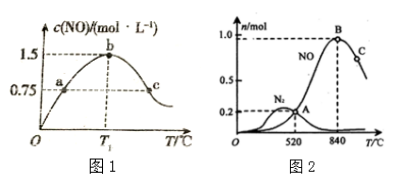 c(NO)/(mol·L⁻¹)
1.5
b
0.75
a
c
O
T₁
T/℃
图1
n/mol
1.0
B
NO
C
0.5
N₂
0.2
A
O
520
840
T/℃
图2